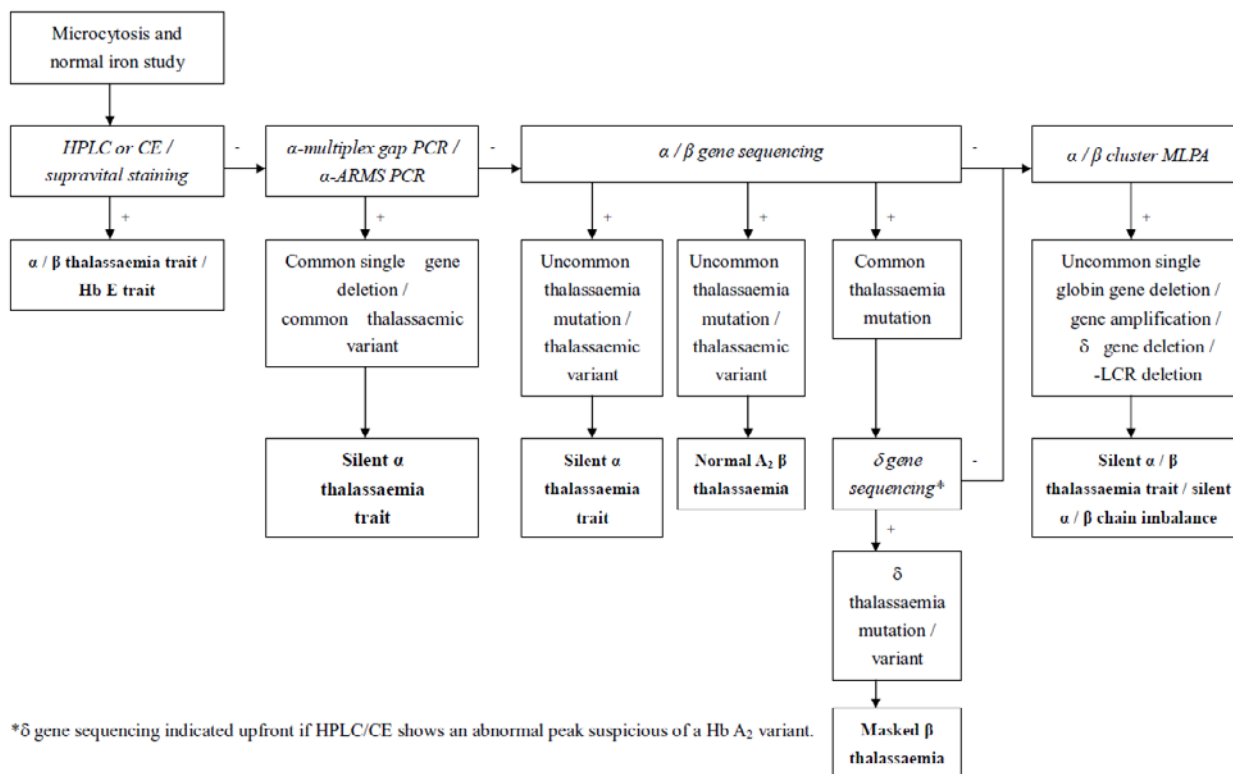 Microcytosis and
normal iron study
HPLC or CE /
supravital staining
-
α-multiplex gap PCR /
α-ARMS PCR
-
α / β gene sequencing
-
α / β cluster MLPA
+
+
+
+
+
+
α / β thalassaemia trait /
Hb E trait
Common single gene
deletion /
common thalassaemic
variant
Uncommon
thalassaemia
mutation /
thalassaemic
variant
Uncommon
thalassaemia
mutation /
thalassaemic
variant
Common
thalassaemia
mutation
Uncommon single
globin gene deletion /
gene amplification /
δ gene deletion /
-LCR deletion
Silent α
thalassaemia
trait
Silent α
thalassaemia
trait
Normal A₂ β
thalassaemia
δ gene
sequencing*
-
Silent α / β
thalassaemia trait / silent
α / β chain imbalance
+
δ
thalassaemia
mutation /
variant
*δ gene sequencing indicated upfront if HPLC/CE shows an abnormal peak suspicious of a Hb A₂ variant.
Masked β
thalassaemia